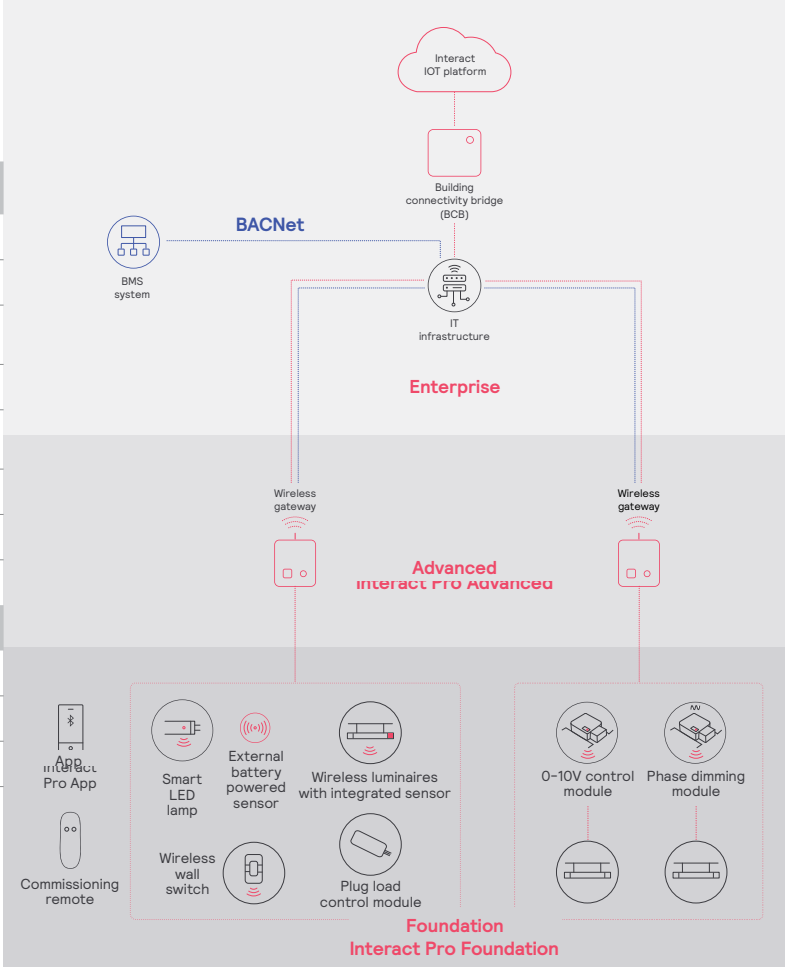 Interact
IOT platform
Building
connectivity bridge
(BCB)
BACNet
BMS
system
IT
infrastructure
Enterprise
Wireless
gateway
Wireless
gateway
Advanced
Interact Pro Advanced
App
Interact
Pro App
Smart
LED
lamp
External
battery
powered
sensor
Wireless luminaires
with integrated sensor
0-10V control
module
Phase dimming
module
Commissioning
remote
Wireless
wall
switch
Plug load
control module
Foundation
Interact Pro Foundation